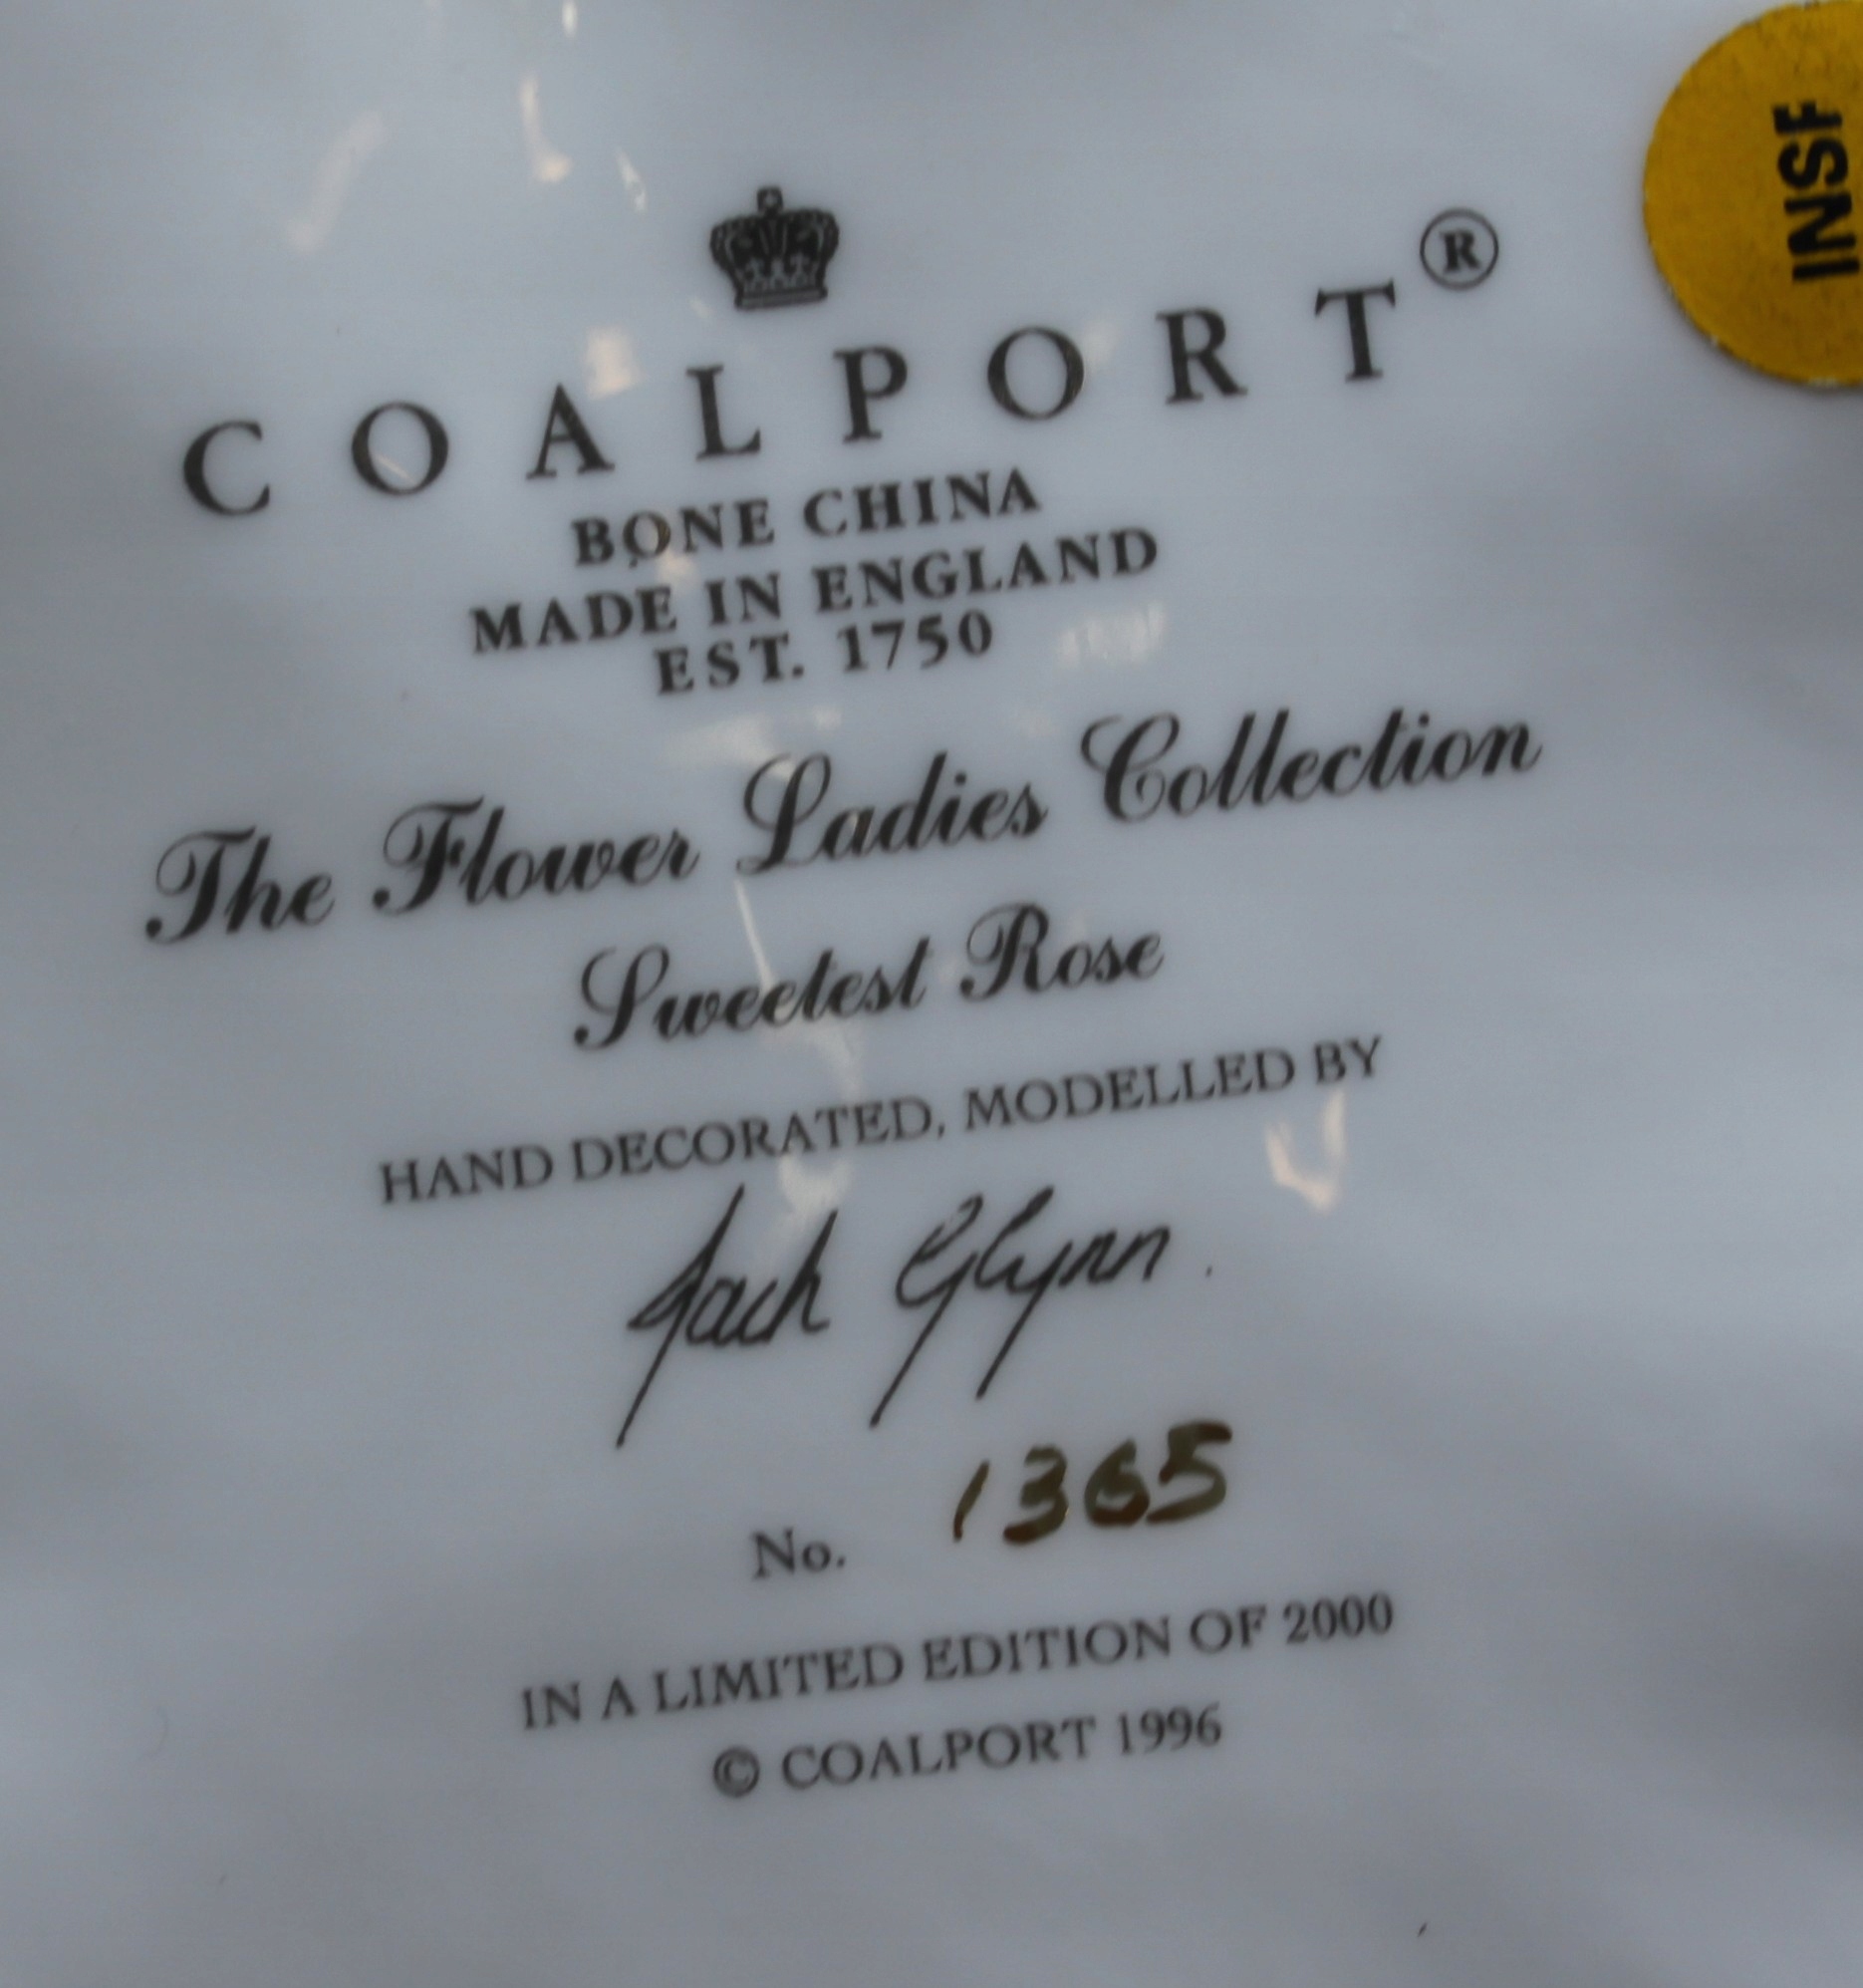 COALPORT®
BONE CHINA
MADE IN ENGLAND
EST. 1750
The Flower Ladies Collection
Sweetest Rose
HAND DECORATED, MODELLED BY
Jack Glynn.
No. 1365
IN A LIMITED EDITION OF 2000
© COALPORT 1996